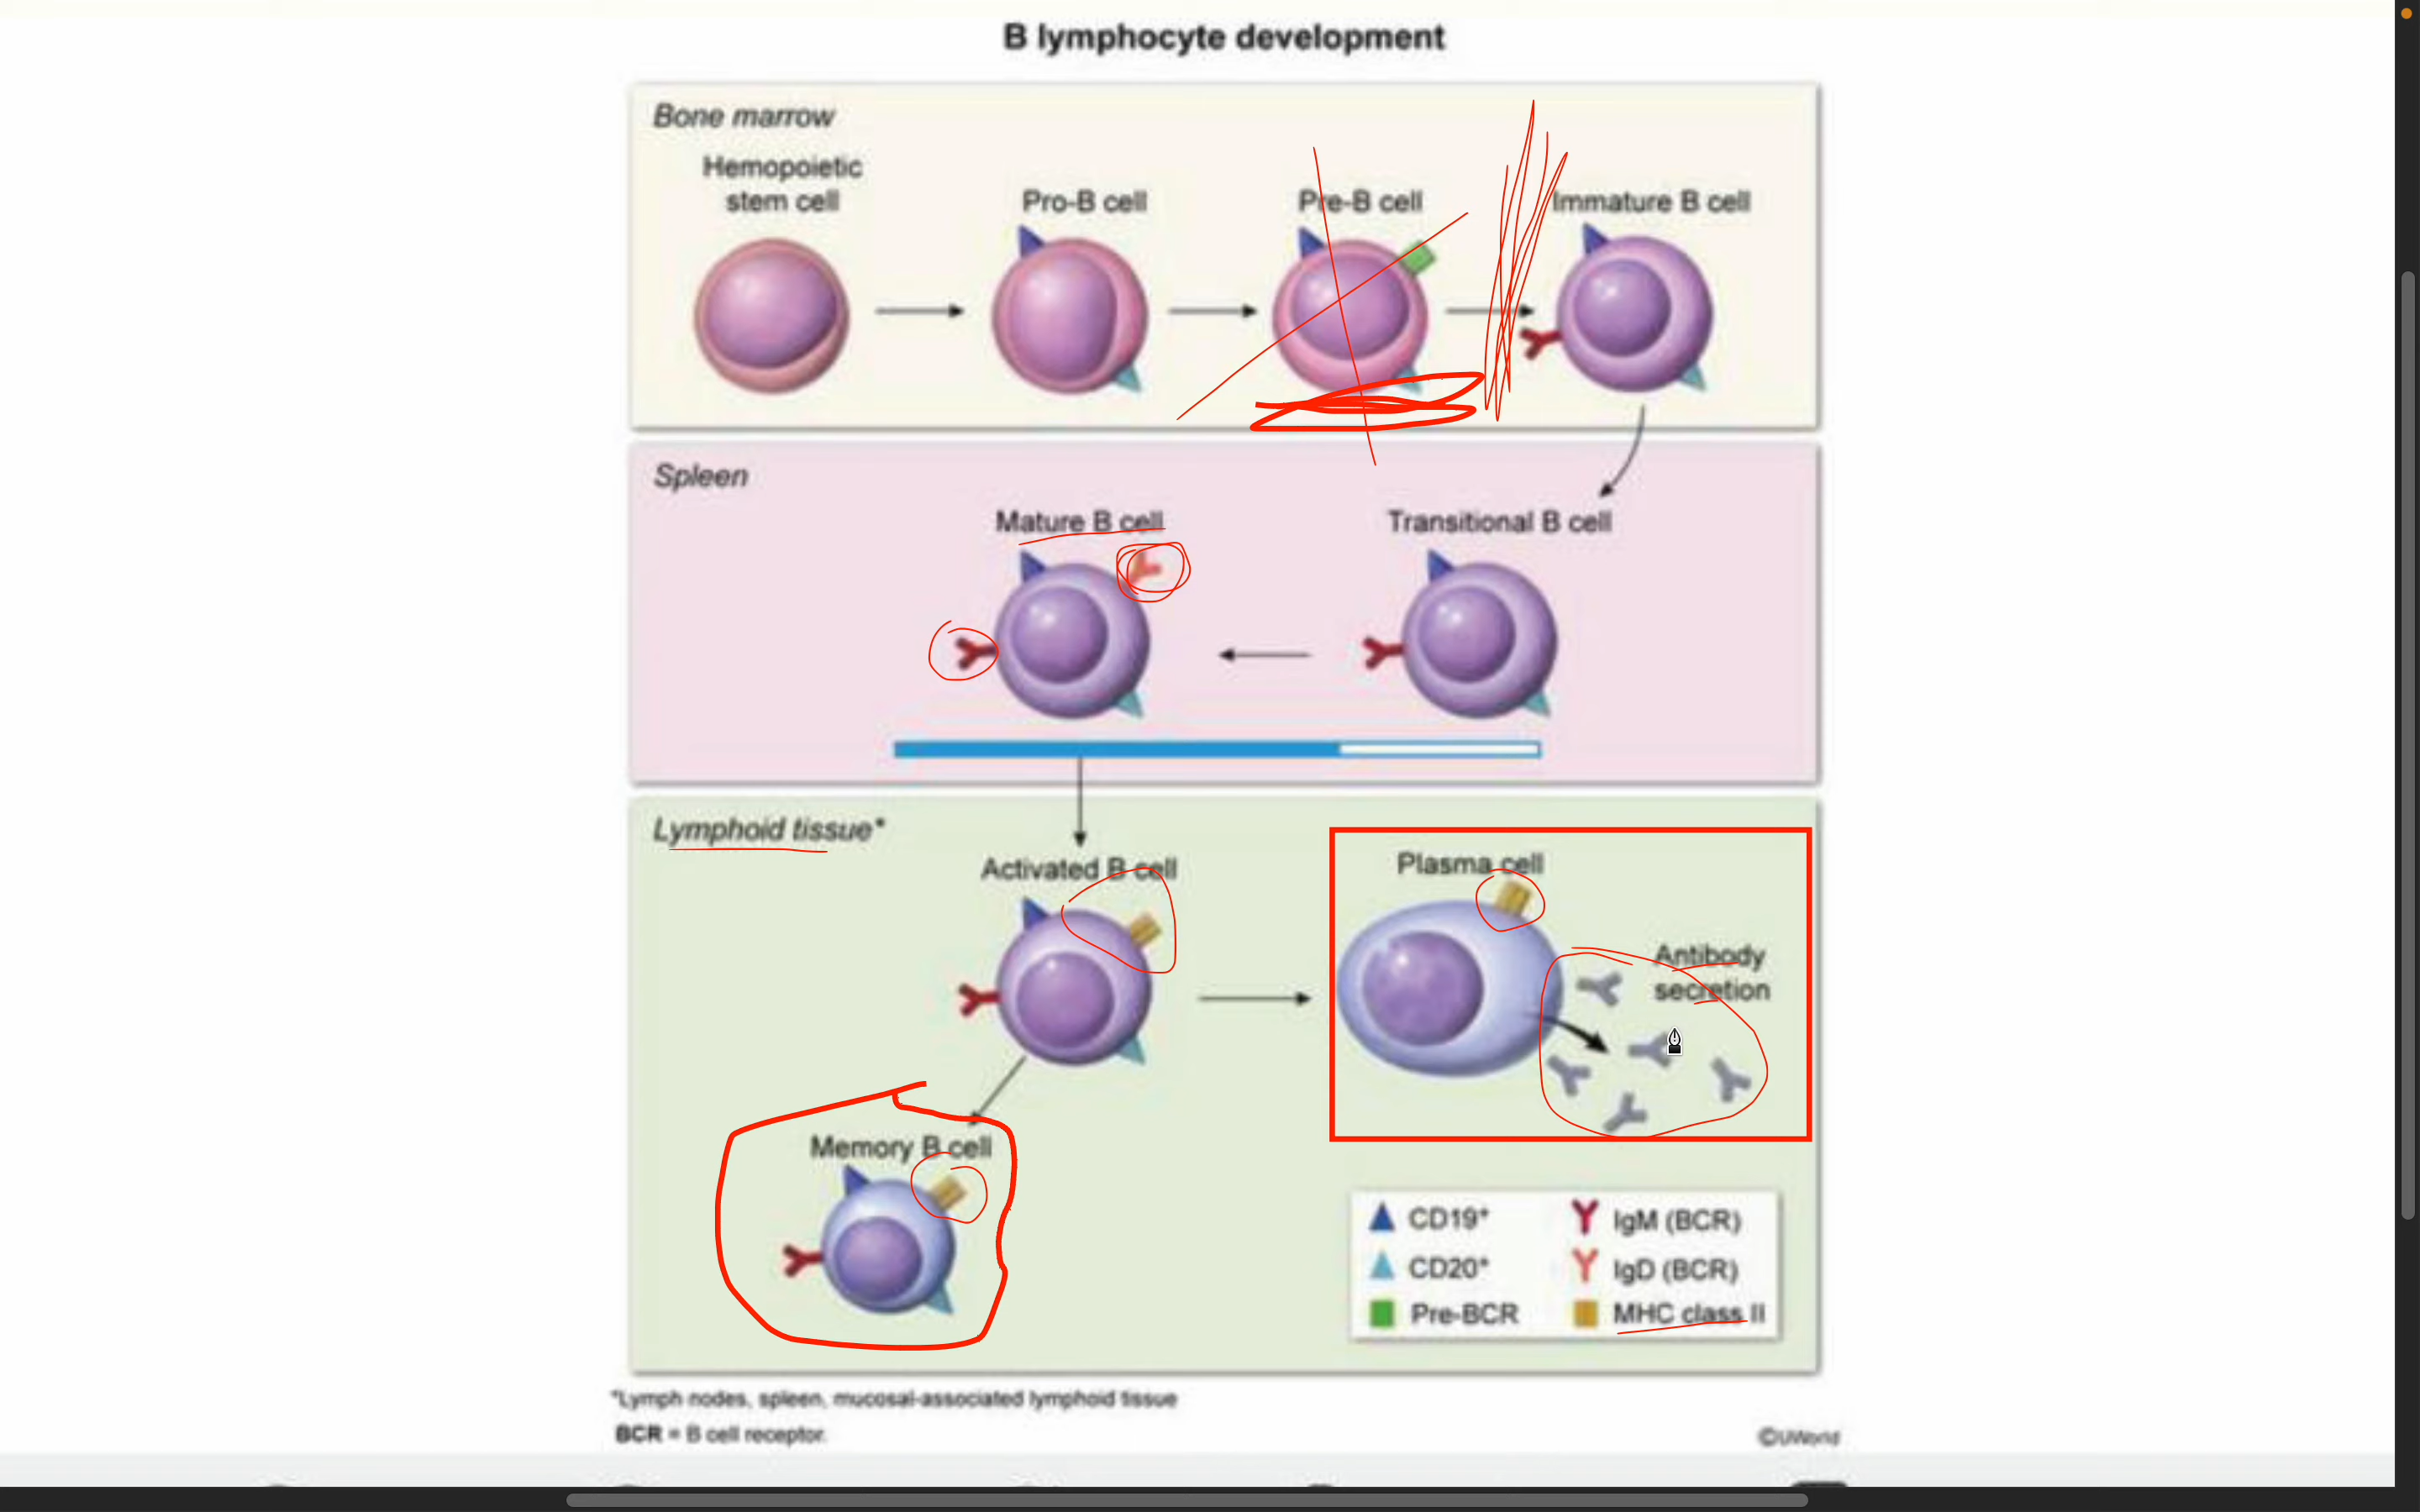 B lymphocyte development
Bone marrow
Hemopoietic
stem cell
Pro-B cell
Pre-B cell
Immature B cell
Spleen
Mature B cell
Transitional B cell
Lymphoid tissue*
Activated B cell
Plasma cell
Antibody
secretion
Memory B cell
CD19+
IgM (BCR)
CD20+
IgD (BCR)
Pre-BCR
MHC class II
*Lymph nodes, spleen, mucosal-associated lymphoid tissue
BCR = B cell receptor.
©UWorld